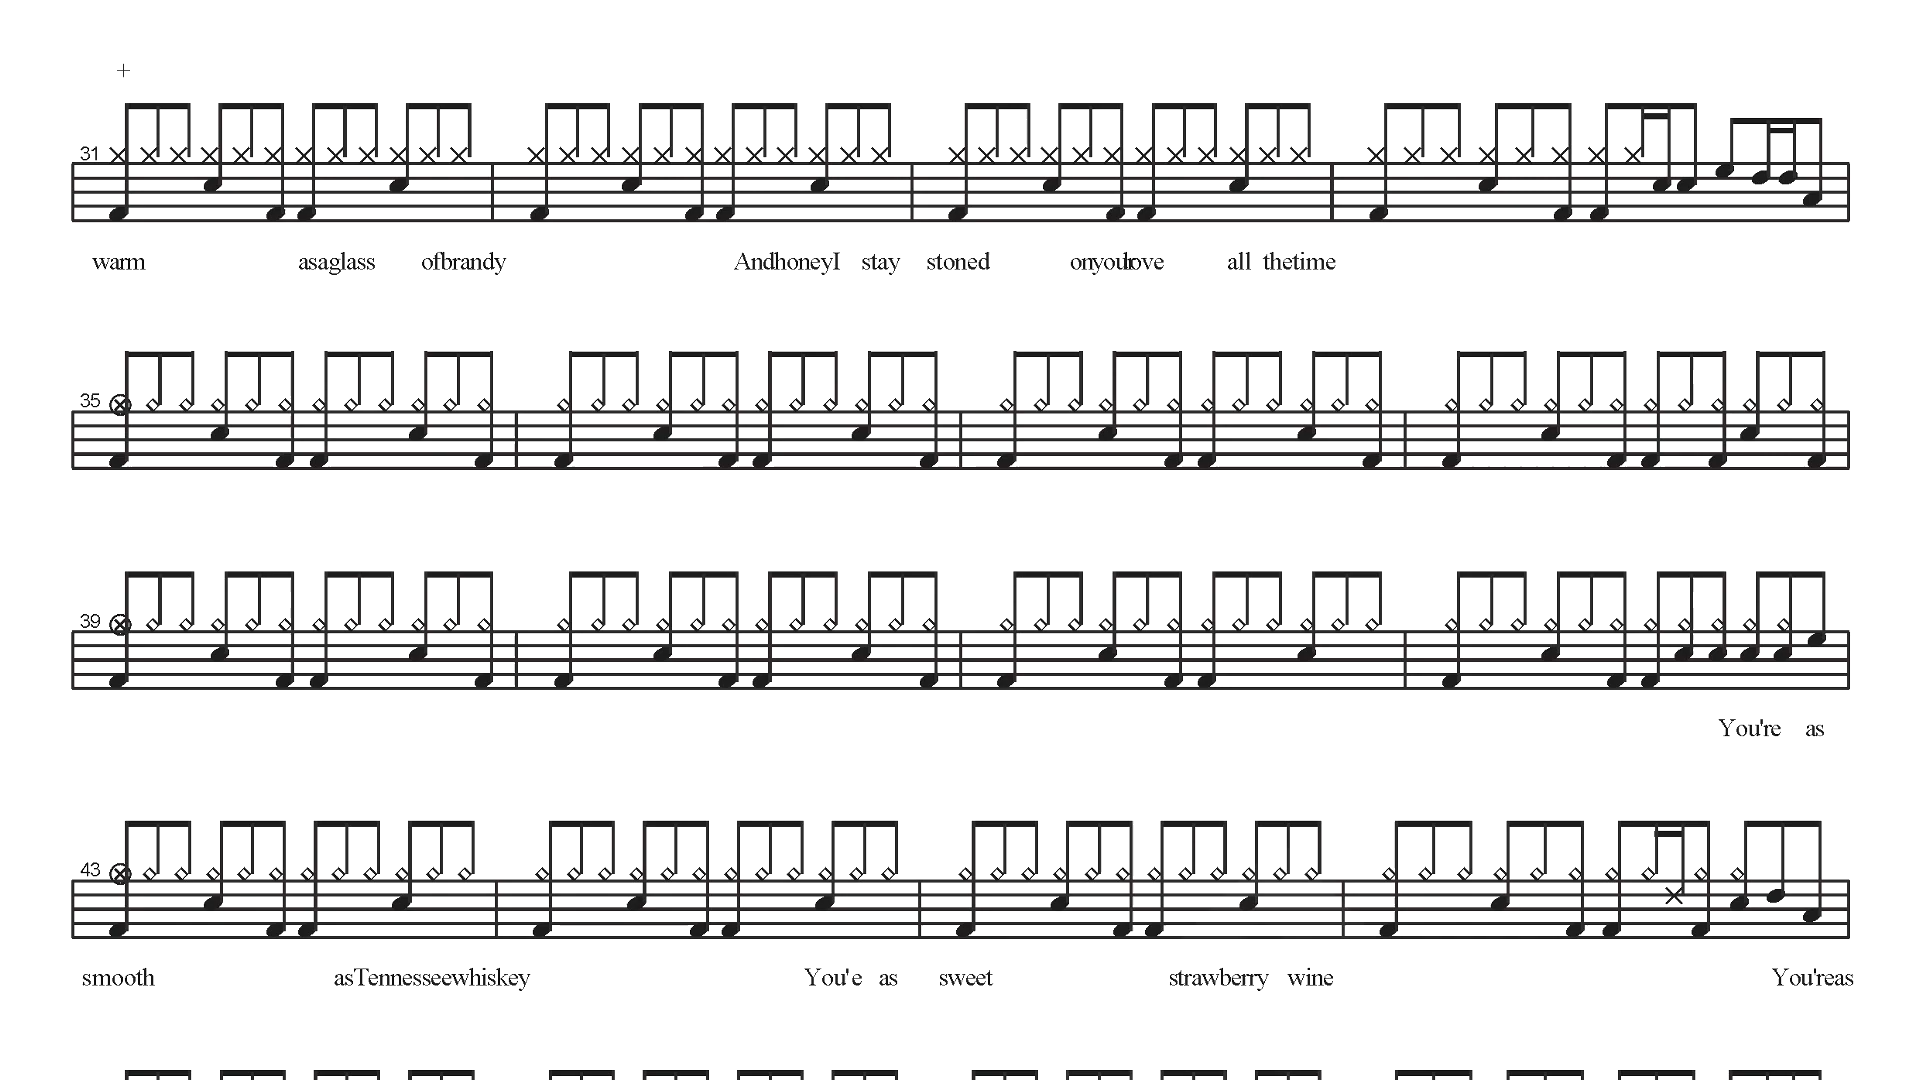 +
31
warm asaglass ofbrandy AndhoneyI stay stoned onyourlove all thetime
35
39
You're as
43
smooth asTennesseewhiskey You'e as sweet strawberry wine You'reas